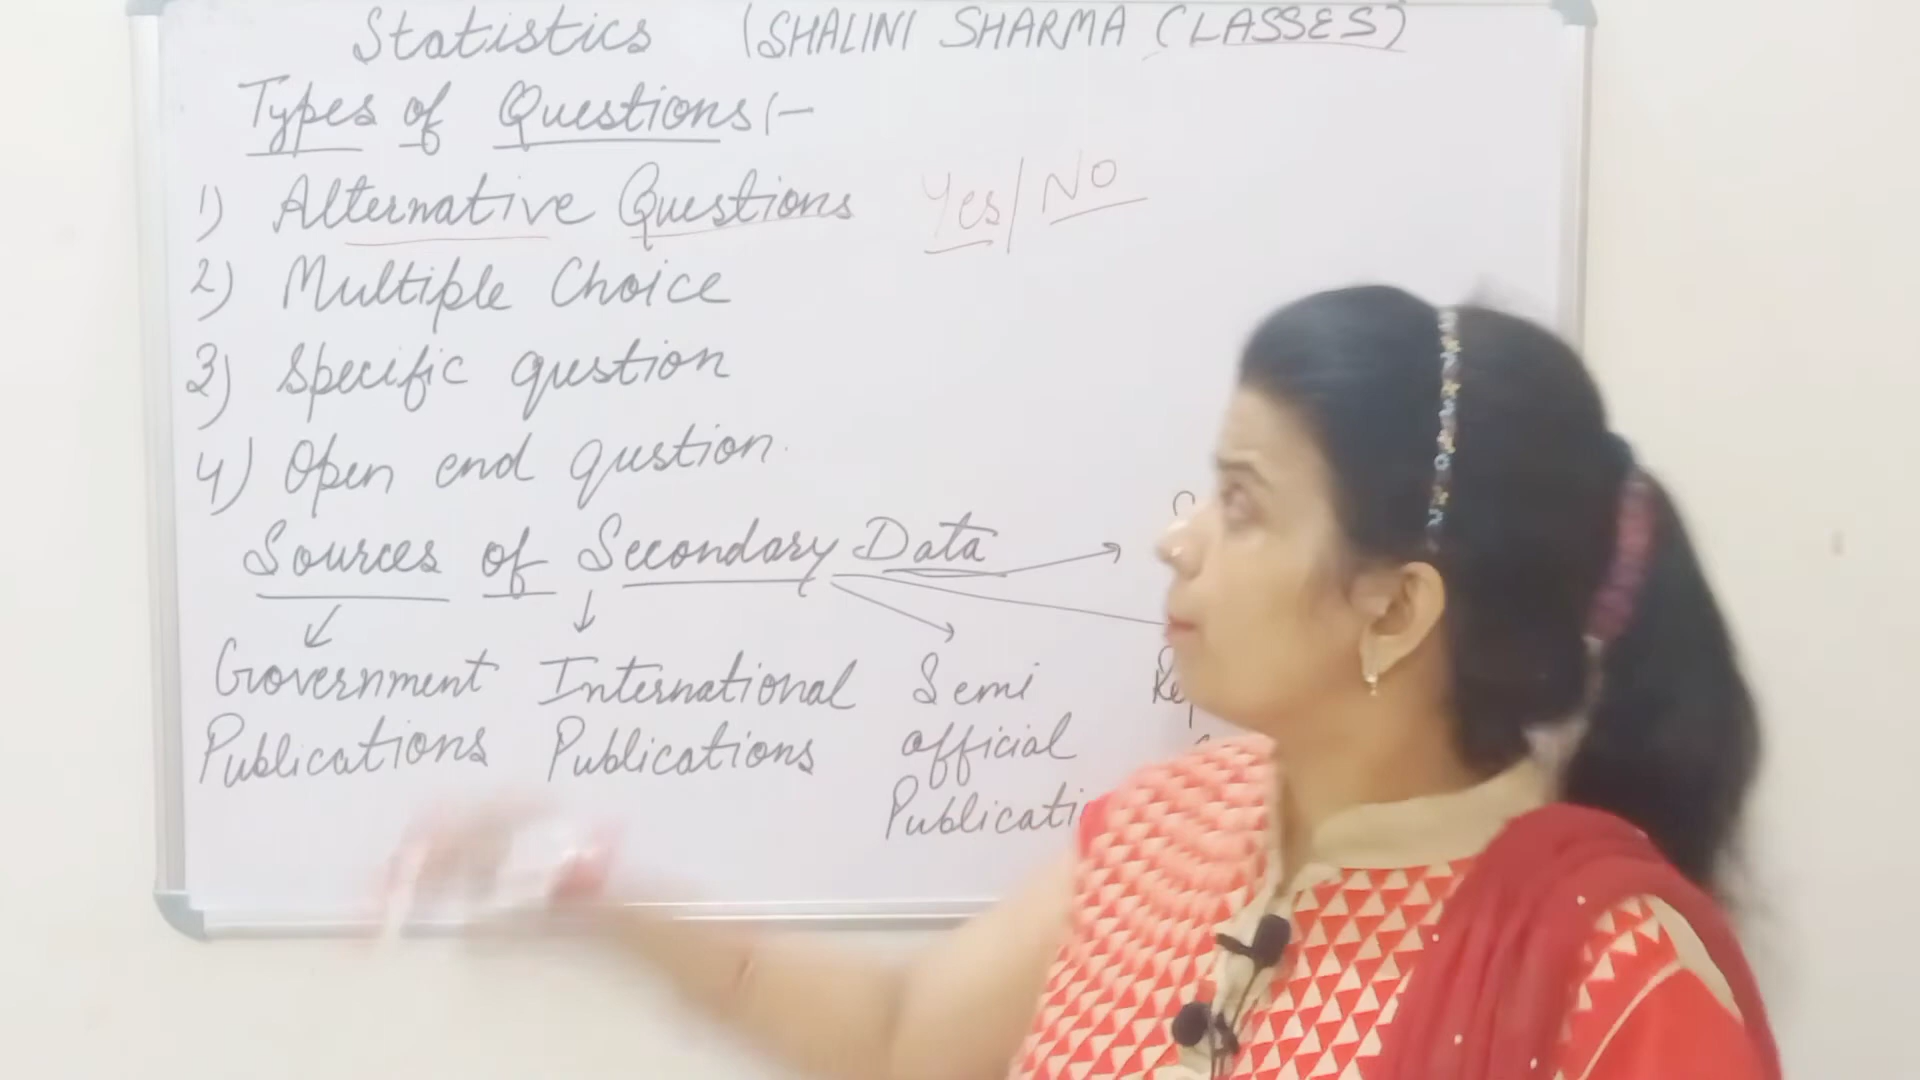 Statistics (SHALINI SHARMA CLASSES)
Types of Questions:-
1) Alternative Questions Yes/No
2) Multiple Choice
3) Specific qustion
4) Open end qustion.
Sources of Secondary Data
Government International Semi
Publications Publications official